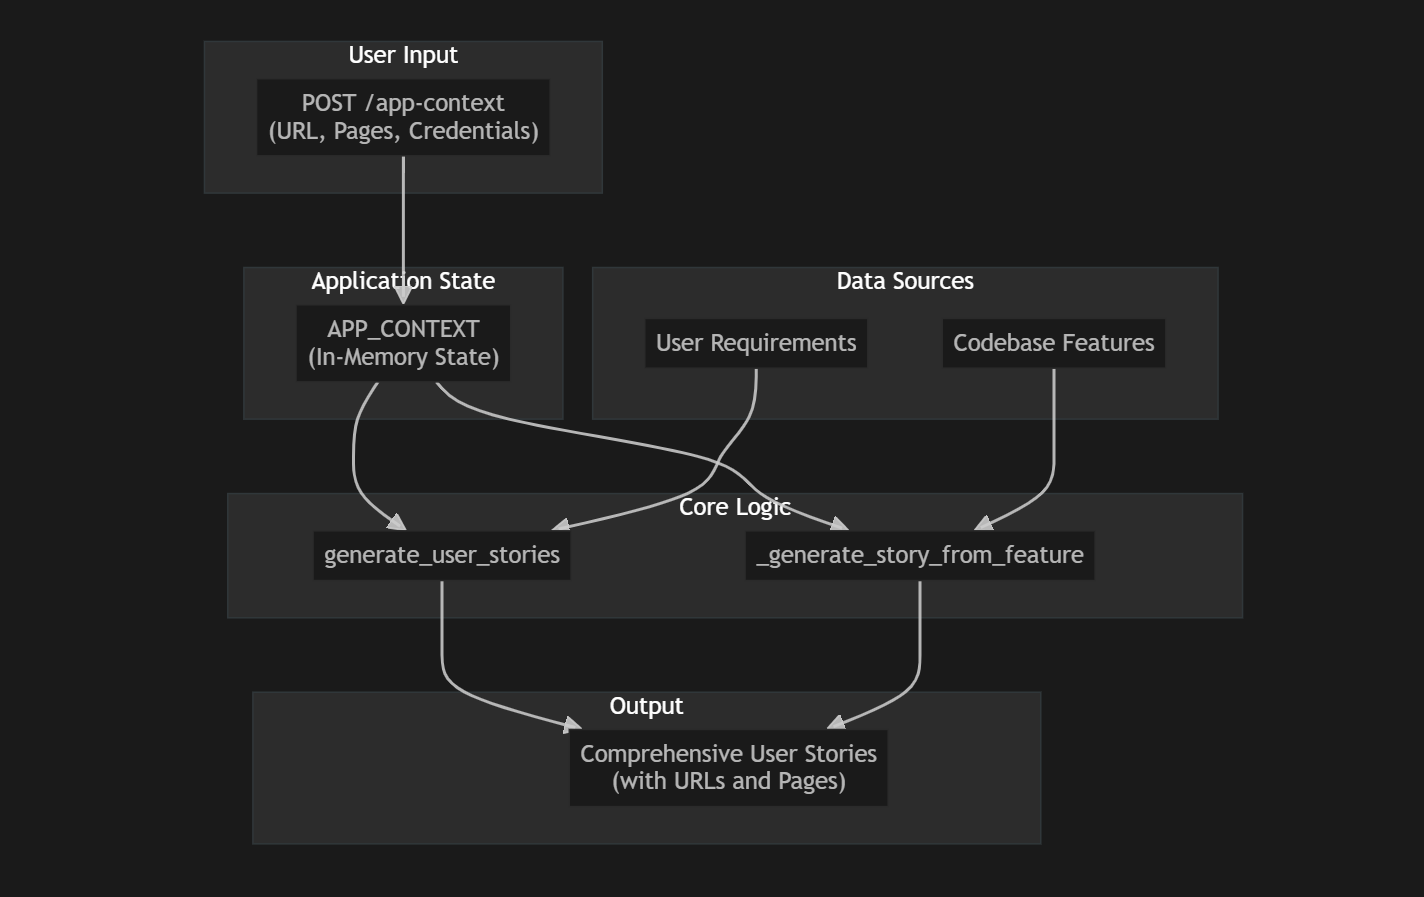 User Input
POST /app-context
(URL, Pages, Credentials)
Application State
APP_CONTEXT
(In-Memory State)
Data Sources
User Requirements
Codebase Features
Core Logic
generate_user_stories
_generate_story_from_feature
Output
Comprehensive User Stories
(with URLs and Pages)